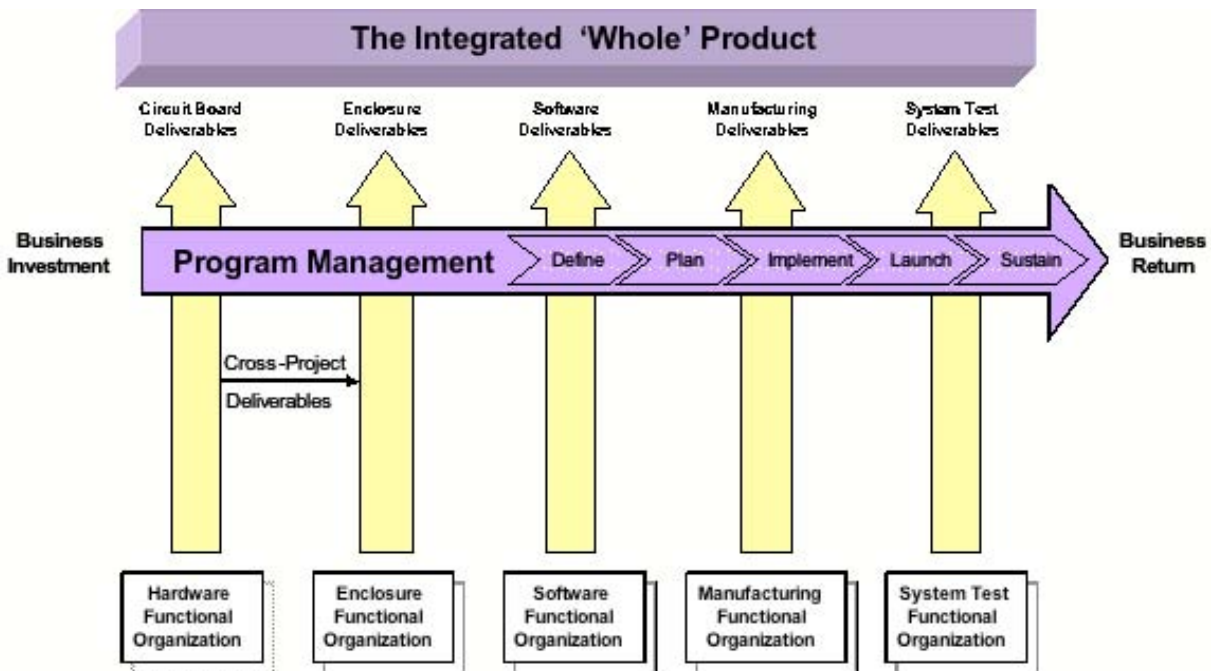 The Integrated ‘Whole’ Product
Circuit Board
Deliverables
Enclosure
Deliverables
Software
Deliverables
Manufacturing
Deliverables
System Test
Deliverables
Business
Investment
Program Management
Define
Plan
Implement
Launch
Sustain
Business
Return
Cross-Project
Deliverables
Hardware
Functional
Organization
Enclosure
Functional
Organization
Software
Functional
Organization
Manufacturing
Functional
Organization
System Test
Functional
Organization